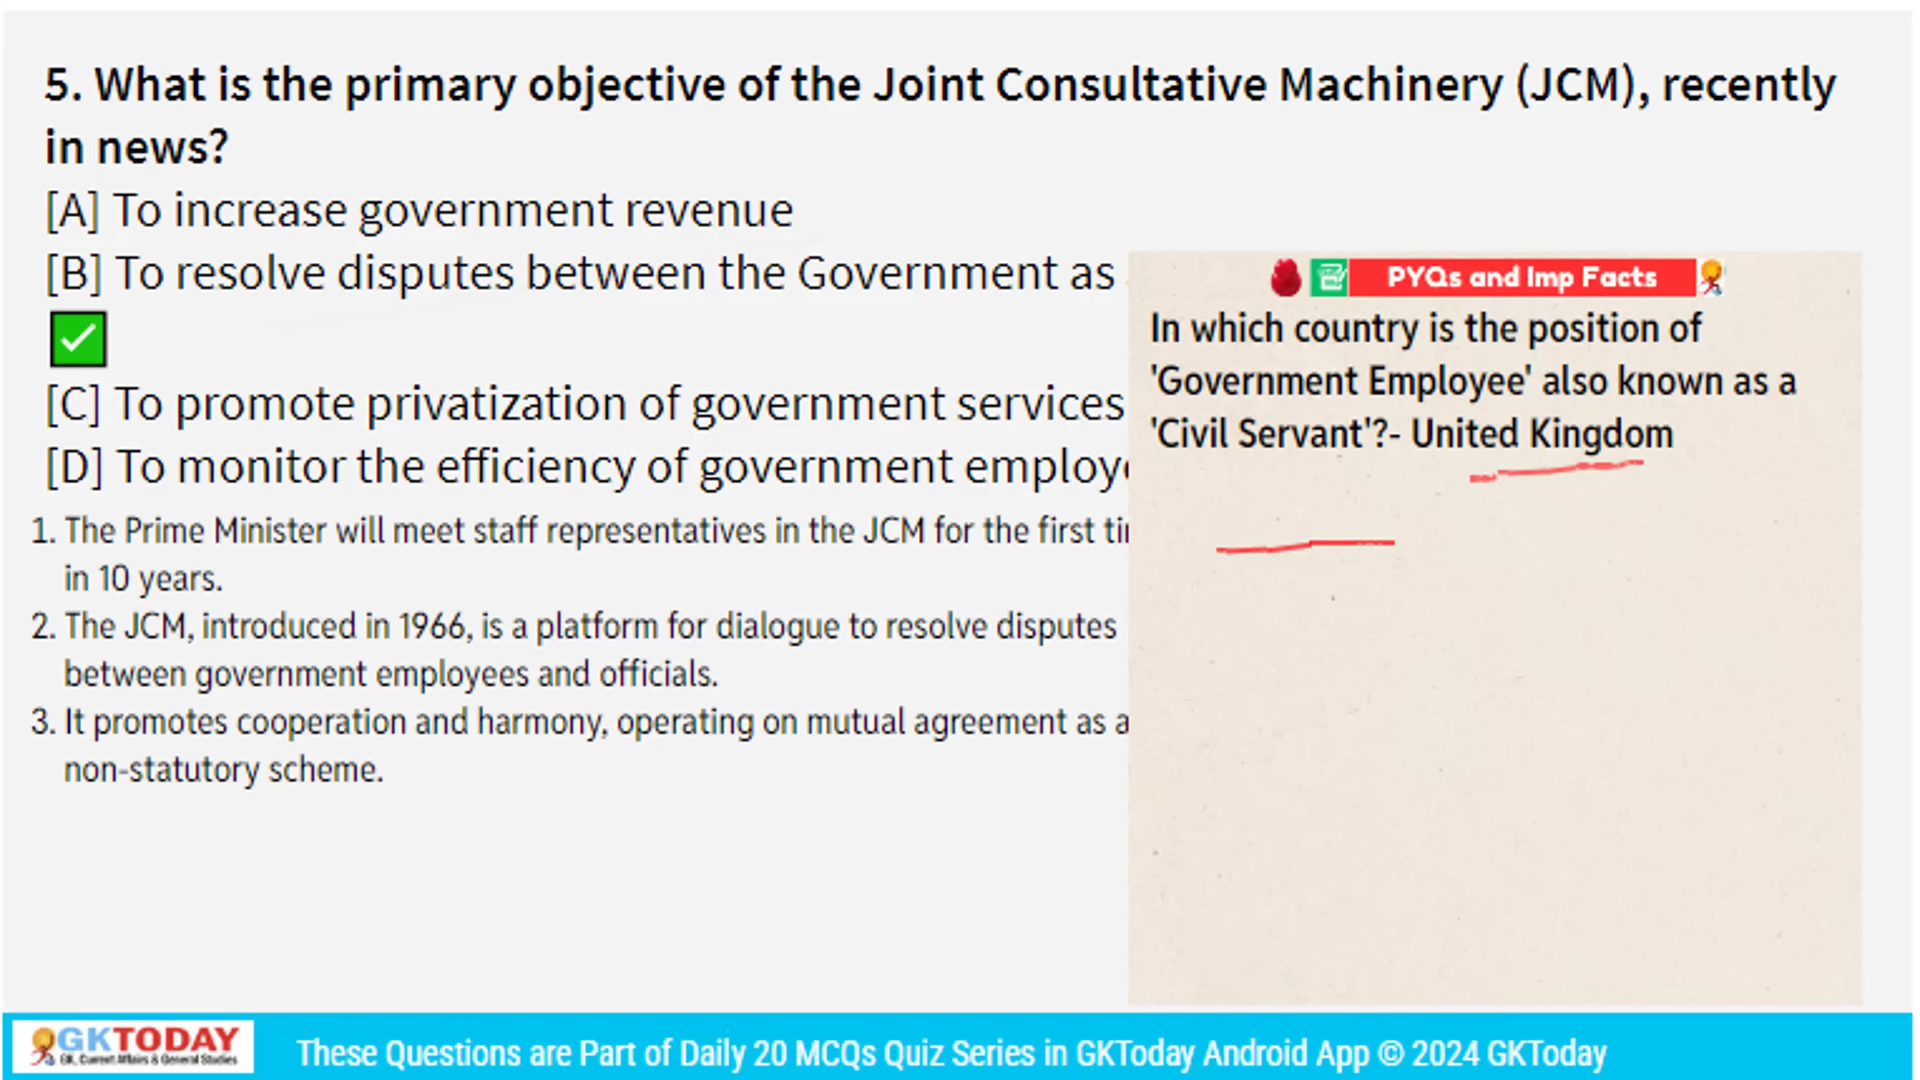 5. What is the primary objective of the Joint Consultative Machinery (JCM), recently
in news?
[A] To increase government revenue
[B] To resolve disputes between the Government as
[C] To promote privatization of government services
[D] To monitor the efficiency of government
1. The Prime Minister will meet staff representatives in the JCM for the first
in 10 years.
2. The JCM, introduced in 1966, is a platform for dialogue to resolve disputes
between government employees and officials.
3. It promotes cooperation and harmony, operating on mutual agreement as a
non-statutory scheme.
PYQs and Imp Facts
In which country is the position of
'Government Employee' also known as a
'Civil Servant'?- United Kingdom
GKTODAY
GK, Current Affairs & General Studies
These Questions are Part of Daily 20 MCQs Quiz Series in GKToday Android App © 2024 GKToday